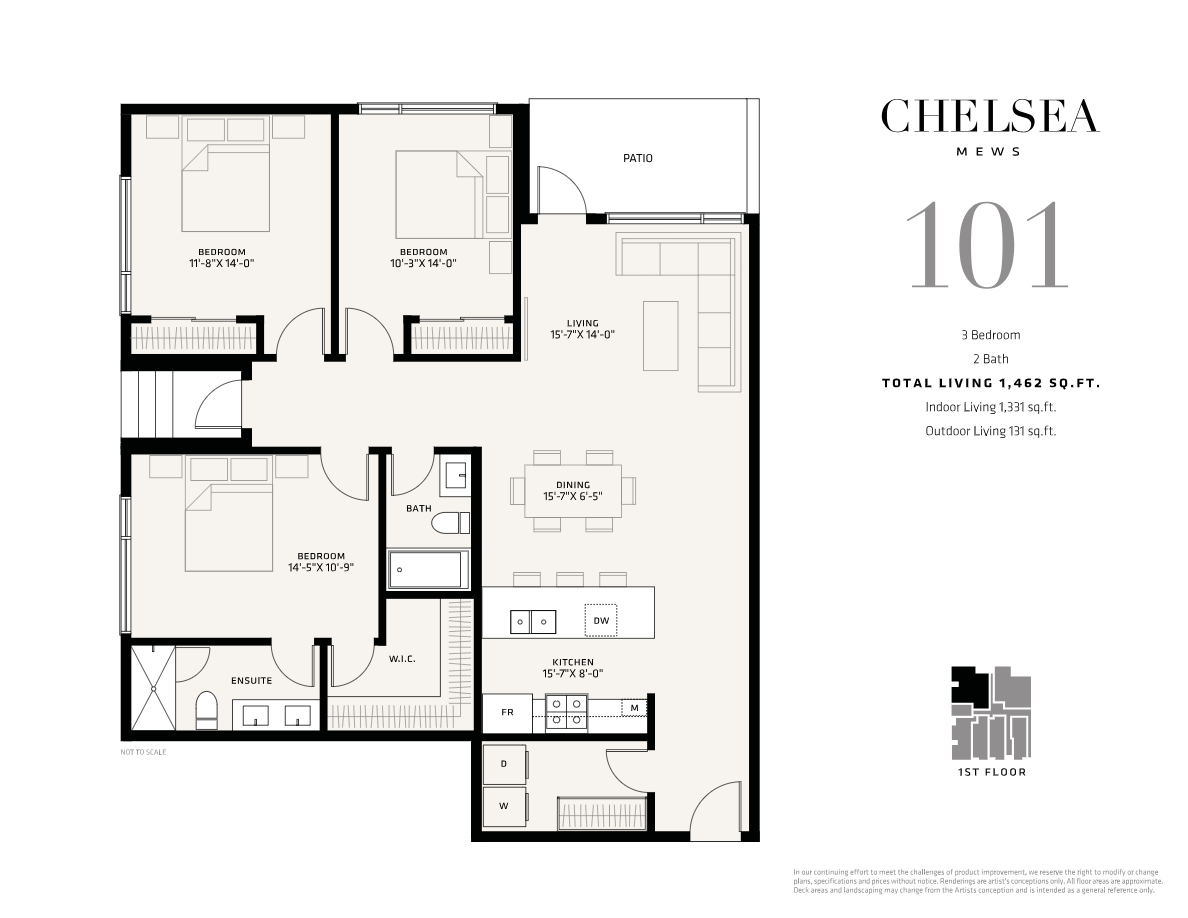 CHELSEA
MEWS
101
3 Bedroom
2 Bath
TOTAL LIVING 1,462 SQ.FT.
Indoor Living 1,331 sq.ft.
Outdoor Living 131 sq.ft.
PATIO
BEDROOM
11'-8"X 14'-0"
BEDROOM
10'-3"X 14'-0"
LIVING
15'-7"X 14'-0"
DINING
15'-7"X 6'-5"
BATH
BEDROOM
14'-5"X 10'-9"
DW
W.I.C.
KITCHEN
15'-7"X 8'-0"
ENSUITE
FR
M
D
W
NOT TO SCALE
1ST FLOOR
In our continuing effort to meet the challenges of product improvement, we reserve the right to modify or change
plans, specifications and prices without notice. Renderings are artist's conceptions only. All floor areas are approximate.
Deck areas and landscaping may change from the Artists conception and is intended as a general reference only.